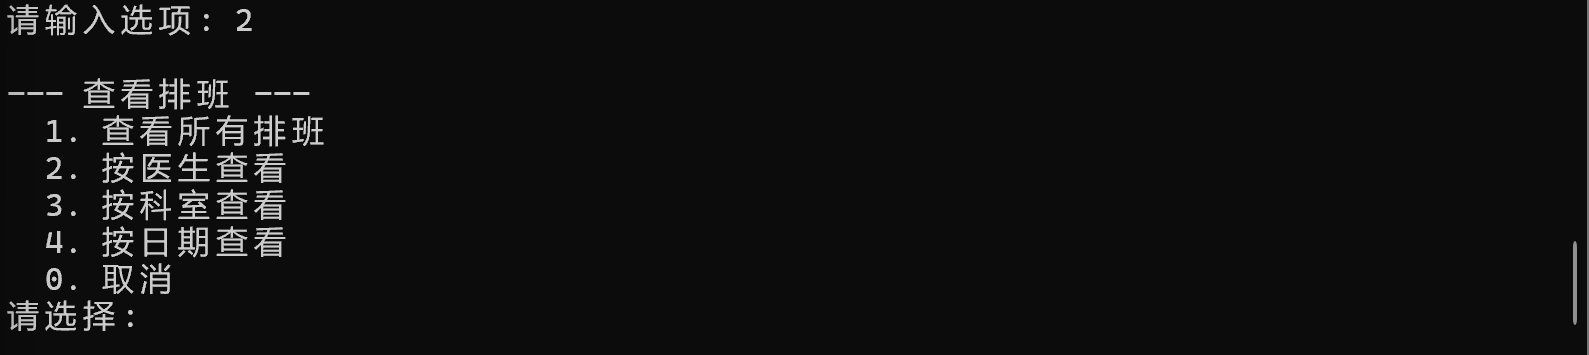 请输入选项: 2
--- 查看排班 ---
1. 查看所有排班
2. 按医生查看
3. 按科室查看
4. 按日期查看
0. 取消
请选择: